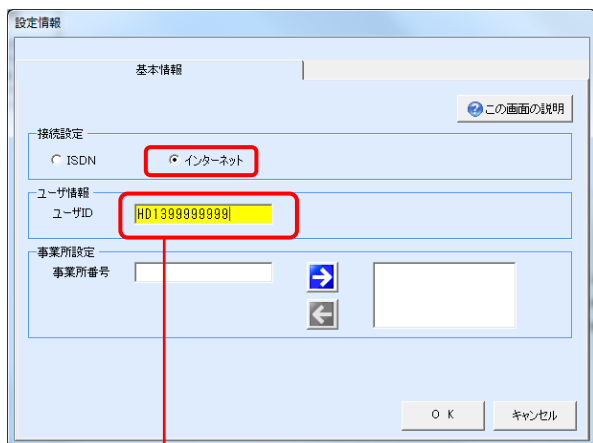 設定情報
基本情報
この画面の説明
接続設定
ISDN
インターネット
ユーザ情報
ユーザID
HD1399999999
事業所設定
事業所番号
OK
キャンセル